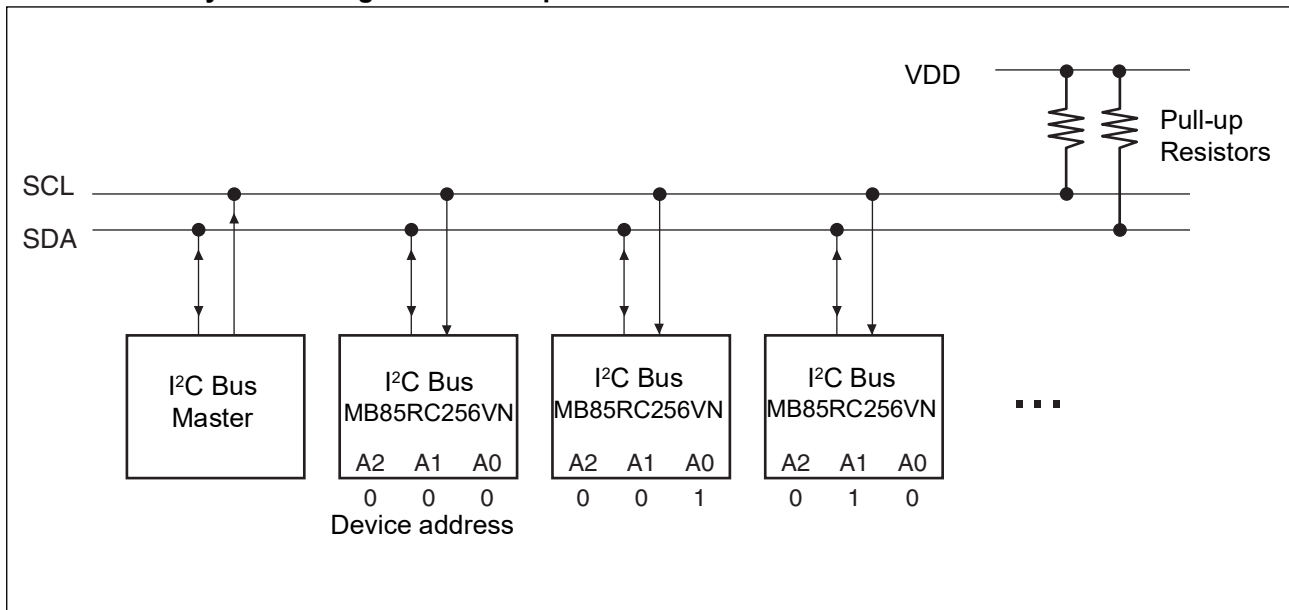 VDD
Pull-up
Resistors
SCL
SDA
I²C Bus
Master
I²C Bus
MB85RC256VN
A2 A1 A0
0 0 0
Device address
I²C Bus
MB85RC256VN
A2 A1 A0
0 0 1
I²C Bus
MB85RC256VN
A2 A1 A0
0 1 0
...